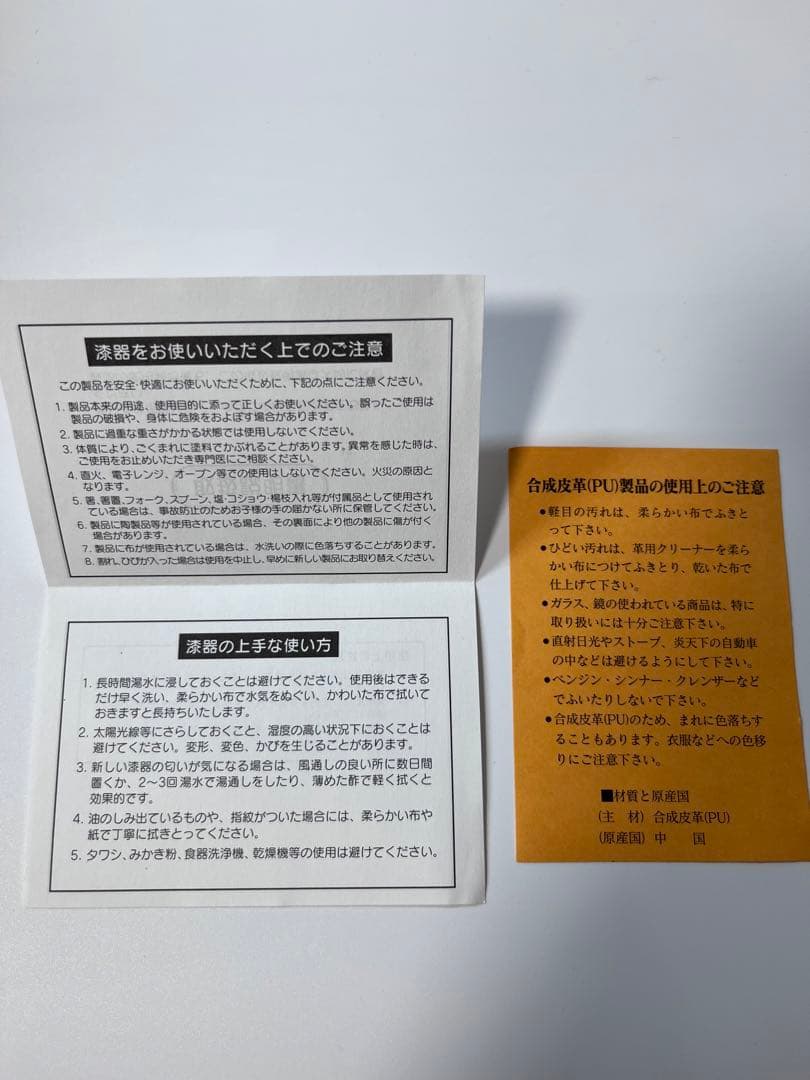 漆器をお使いいただく上でのご注意
この製品を安全・快適にお使いいただくために、下記の点にご注意ください。
1. 製品本来の用途、使用目的に添って正しくお使いください。誤ったご使用は
製品の破損や、身体に危険をおよぼす場合があります。
2. 製品に過重な重さがかかる状態では使用しないでください。
3. 体質により、ごくまれに塗料でかぶれることがあります。異常を感じた時は、
ご使用をお止めいただき専門医にご相談ください。
4. 直火、電子レンジ、オーブン等での使用はしないでください。火災の原因と
なります。
5. 箸、箸置、フォーク、スプーン、塩・コショウ・楊枝入れ等が付属品として使用され
ている場合は、事故防止のためお子様の手の届かない所に保管してください。
6. 製品に陶製品等が使用されている場合、その裏面により他の製品に傷が付く
場合があります。
7. 製品に布が使用されている場合は、水洗いの際に色落ちすることがあります。
8. 割れ、ひびが入った場合は使用を中止し、早めに新しい製品にお取り替えください。
漆器の上手な使い方
1. 長時間湯水に浸しておくことは避けてください。使用後はできる
だけ早く洗い、柔らかい布で水気をぬぐい、かわいた布で拭いて
おきますと長持ちいたします。
2. 太陽光線等にさらしておくこと、湿度の高い状況下におくことは
避けてください。変形、変色、かびを生じることがあります。
3. 新しい漆器の匂いが気になる場合は、風通しの良い所に数日間
置くか、2〜3回湯水で湯通しをしたり、薄めた酢で軽く拭くと
効果的です。
4. 油のしみ出ているものや、指紋がついた場合には、柔らかい布や
紙で丁寧に拭きとってください。
5. タワシ、みかき粉、食器洗浄機、乾燥機等の使用は避けてください。
合成皮革(PU)製品の使用上のご注意
●軽目の汚れは、柔らかい布でふきと
って下さい。
●ひどい汚れは、革用クリーナーを柔ら
かい布につけてふきとり、乾いた布で
仕上げて下さい。
●ガラス、鏡の使われている商品は、特に
取り扱いには十分ご注意下さい。
●直射日光やストーブ、炎天下の自動車
の中などは避けるようにして下さい。
●ベンジン・シンナー・クレンザーなど
でふいたりしないで下さい。
●合成皮革(PU)のため、まれに色落ちす
ることもあります。衣服などへの色移
りにご注意下さい。
■材質と原産国
(主 材) 合成皮革(PU)
(原産国) 中 国